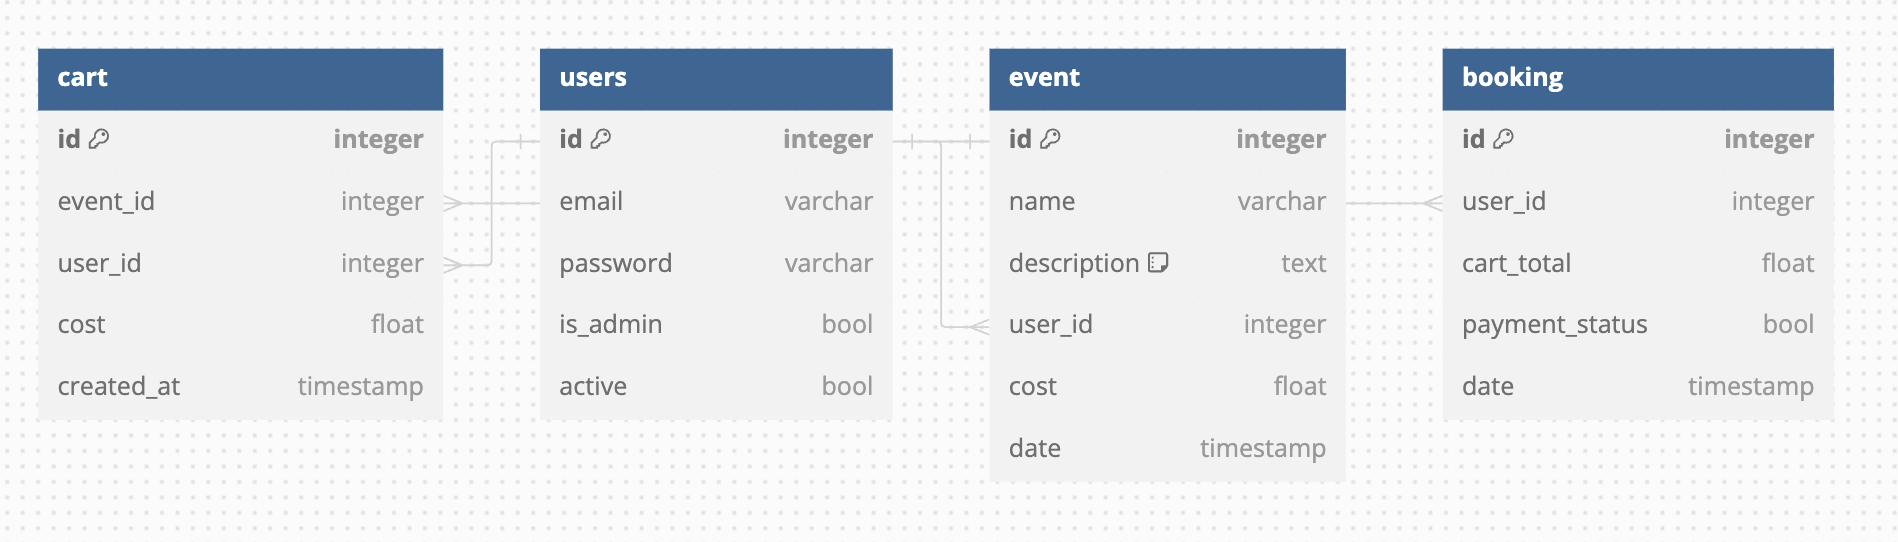 cart
id integer
event_id integer
user_id integer
cost float
created_at timestamp
users
id integer
email varchar
password varchar
is_admin bool
active bool
event
id integer
name varchar
description text
user_id integer
cost float
date timestamp
booking
id integer
user_id integer
cart_total float
payment_status bool
date timestamp